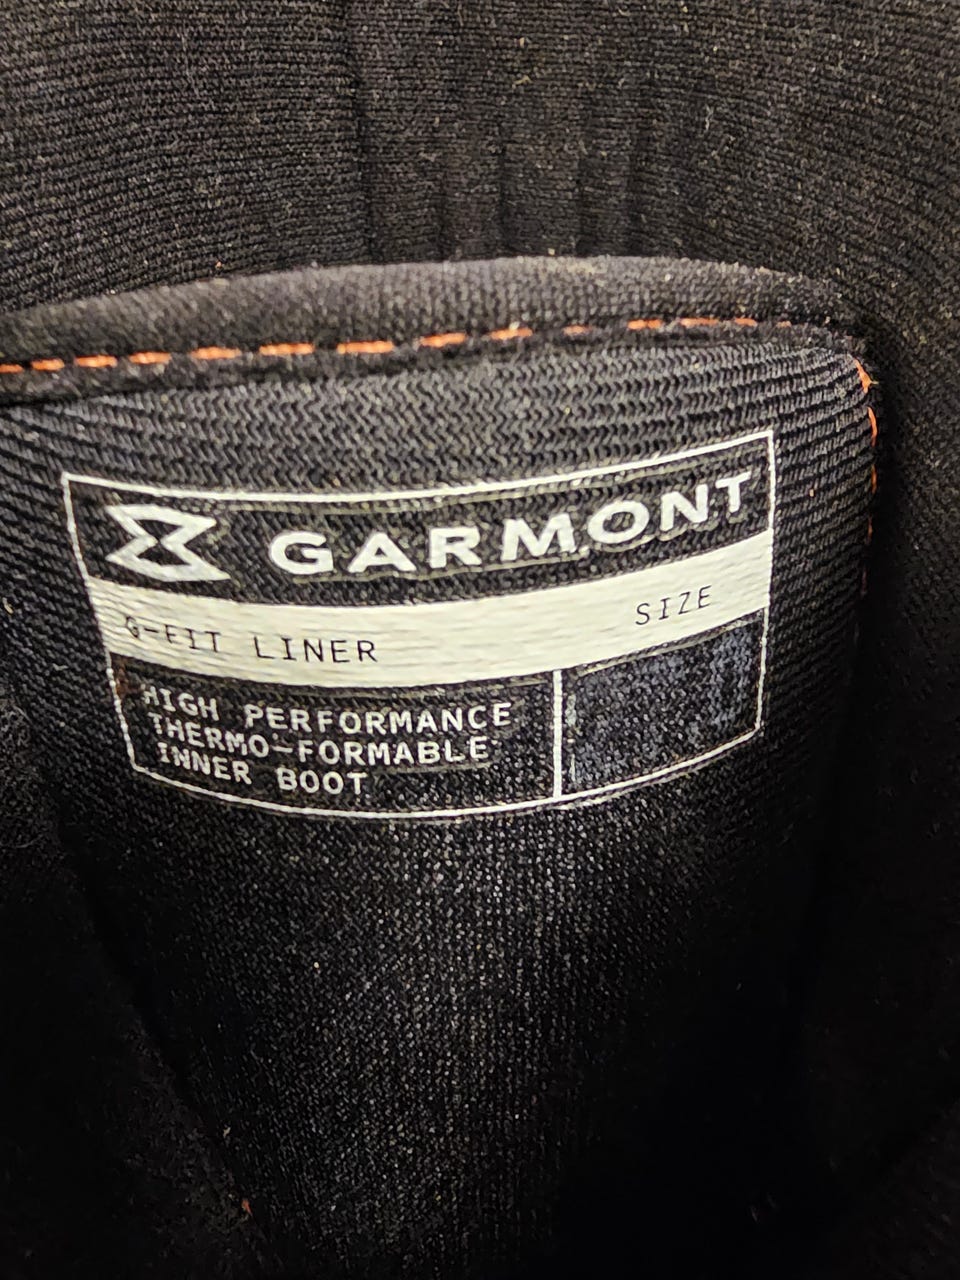 GARMONT
G-FIT LINER SIZE
HIGH PERFORMANCE
THERMO-FORMABLE
INNER BOOT